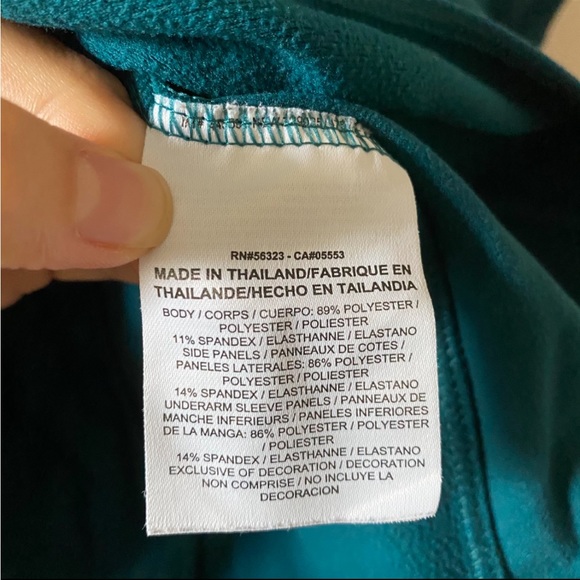 RN#56323 - CA#05553
MADE IN THAILAND/FABRIQUE EN
THAILANDE/HECHO EN TAILANDIA
BODY / CORPS / CUERPO: 89% POLYESTER
/ POLYESTER / POLIESTER
11% SPANDEX / ELASTHANNE / ELASTANO
SIDE PANELS / PANNEAUX DE COTES /
PANELES LATERALES: 86% POLYESTER /
POLYESTER / POLIESTER
14% SPANDEX / ELASTHANNE / ELASTANO
UNDERARM SLEEVE PANELS / PANNEAUX DE
MANCHE INFERIEURS / PANELES INFERIORES
DE LA MANGA: 86% POLYESTER / POLYESTER
/ POLIESTER
14% SPANDEX / ELASTHANNE / ELASTANO
EXCLUSIVE OF DECORATION / DECORATION
NON COMPRISE / NO INCLUYE LA
DECORACION